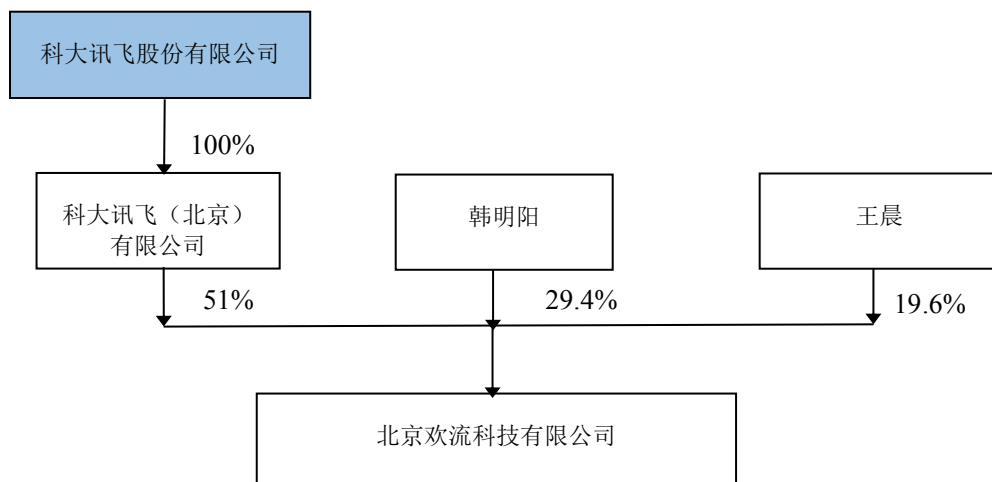 科大讯飞股份有限公司
100%
科大讯飞（北京）
有限公司
韩明阳
王晨
51%
29.4%
19.6%
北京欢流科技有限公司